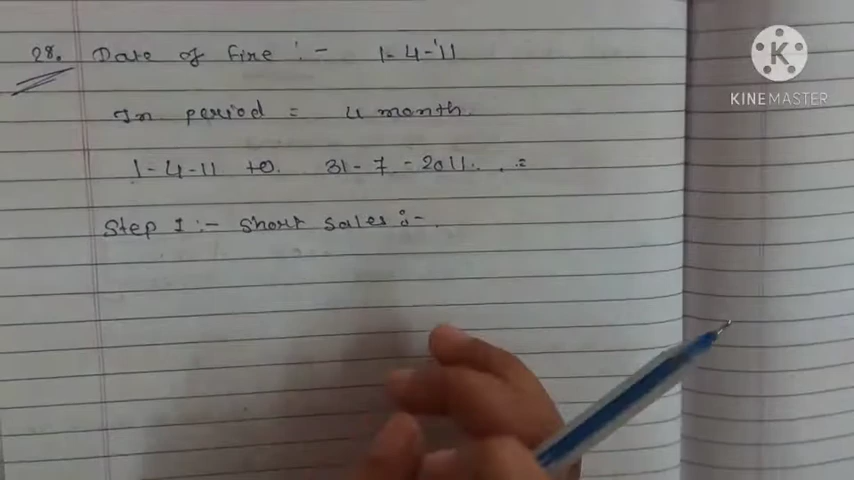 28. Date of fire :- 1-4-'11
In period = 4 month.
1-4-11 to. 31-7-2011. . =
Step 1 :- Short sales :-.
K
KINEMASTER